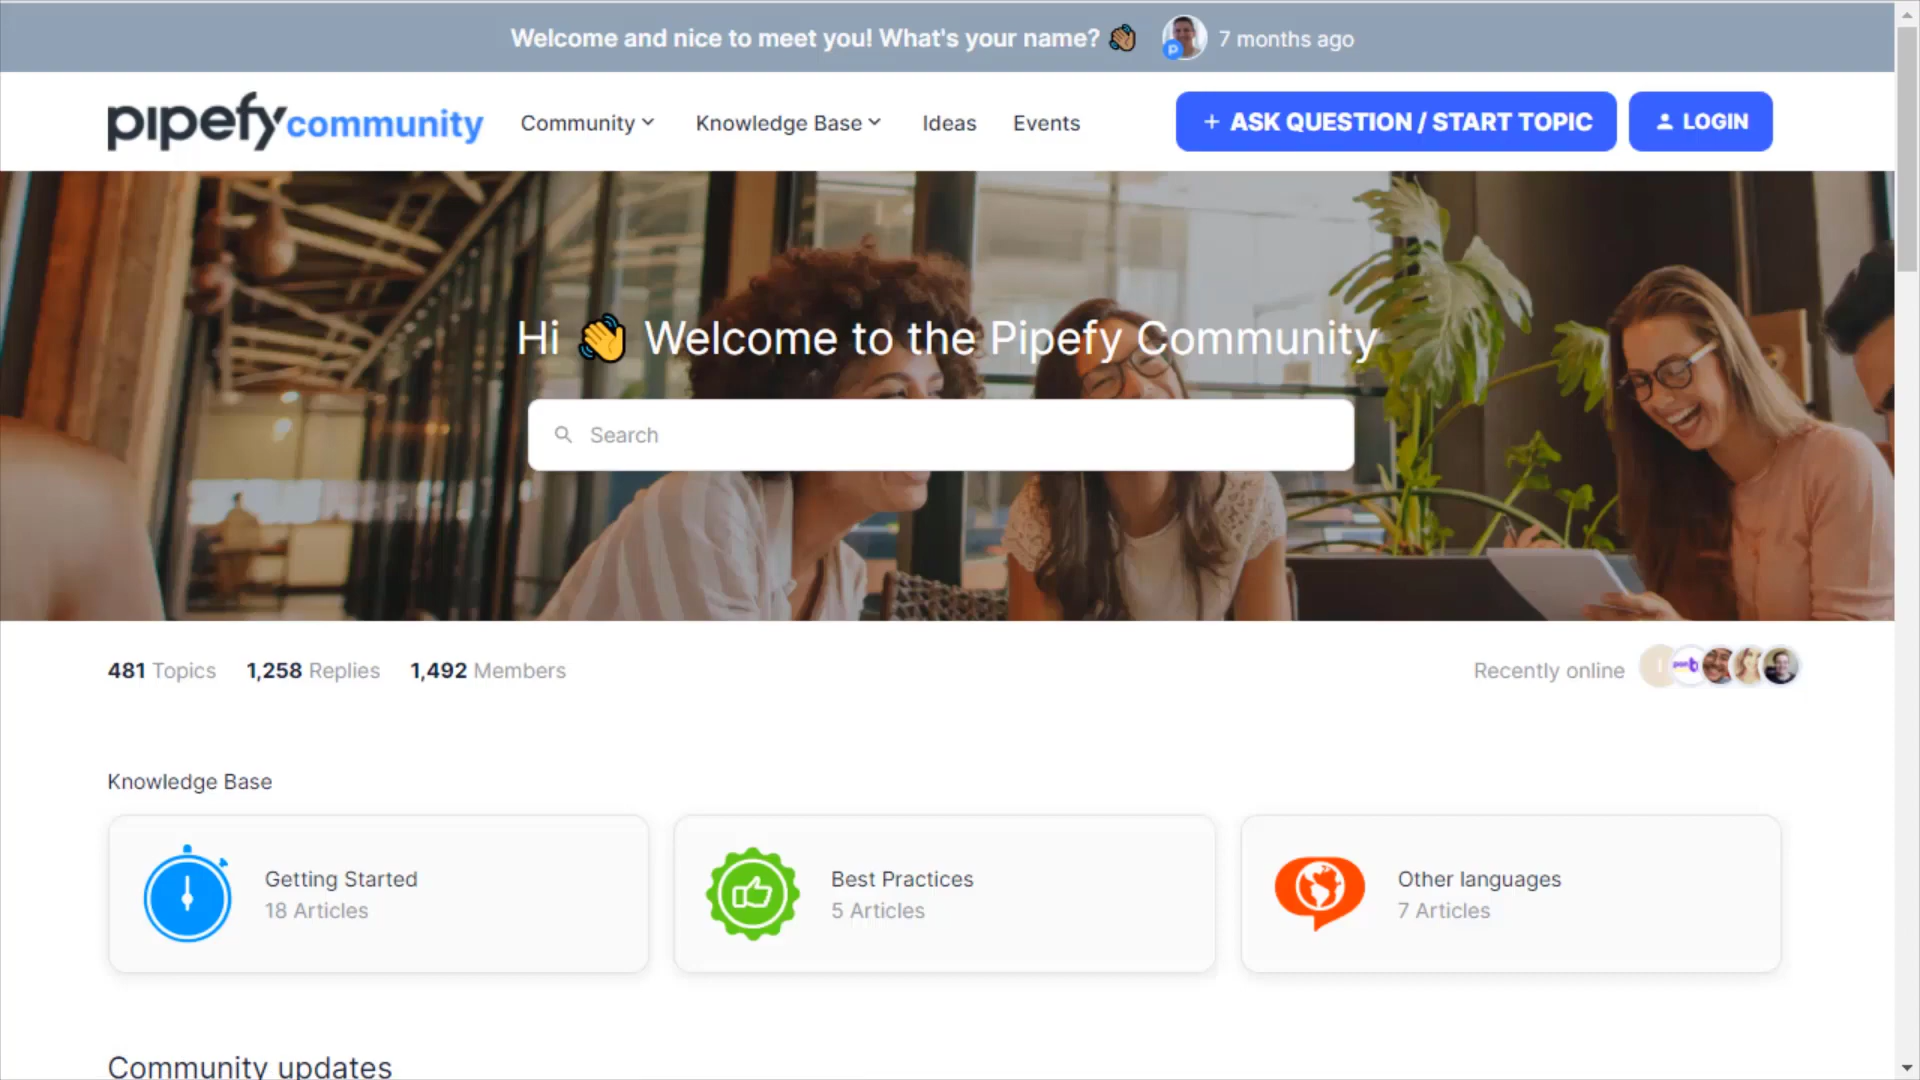 Welcome and nice to meet you! What's your name? 👋🏽 7 months ago
pipefy community Community Knowledge Base Ideas Events + ASK QUESTION / START TOPIC LOGIN
Hi 👋 Welcome to the Pipefy Community
Search
481 Topics 1,258 Replies 1,492 Members Recently online
Knowledge Base
Getting Started
18 Articles
Best Practices
5 Articles
Other languages
7 Articles
Community updates